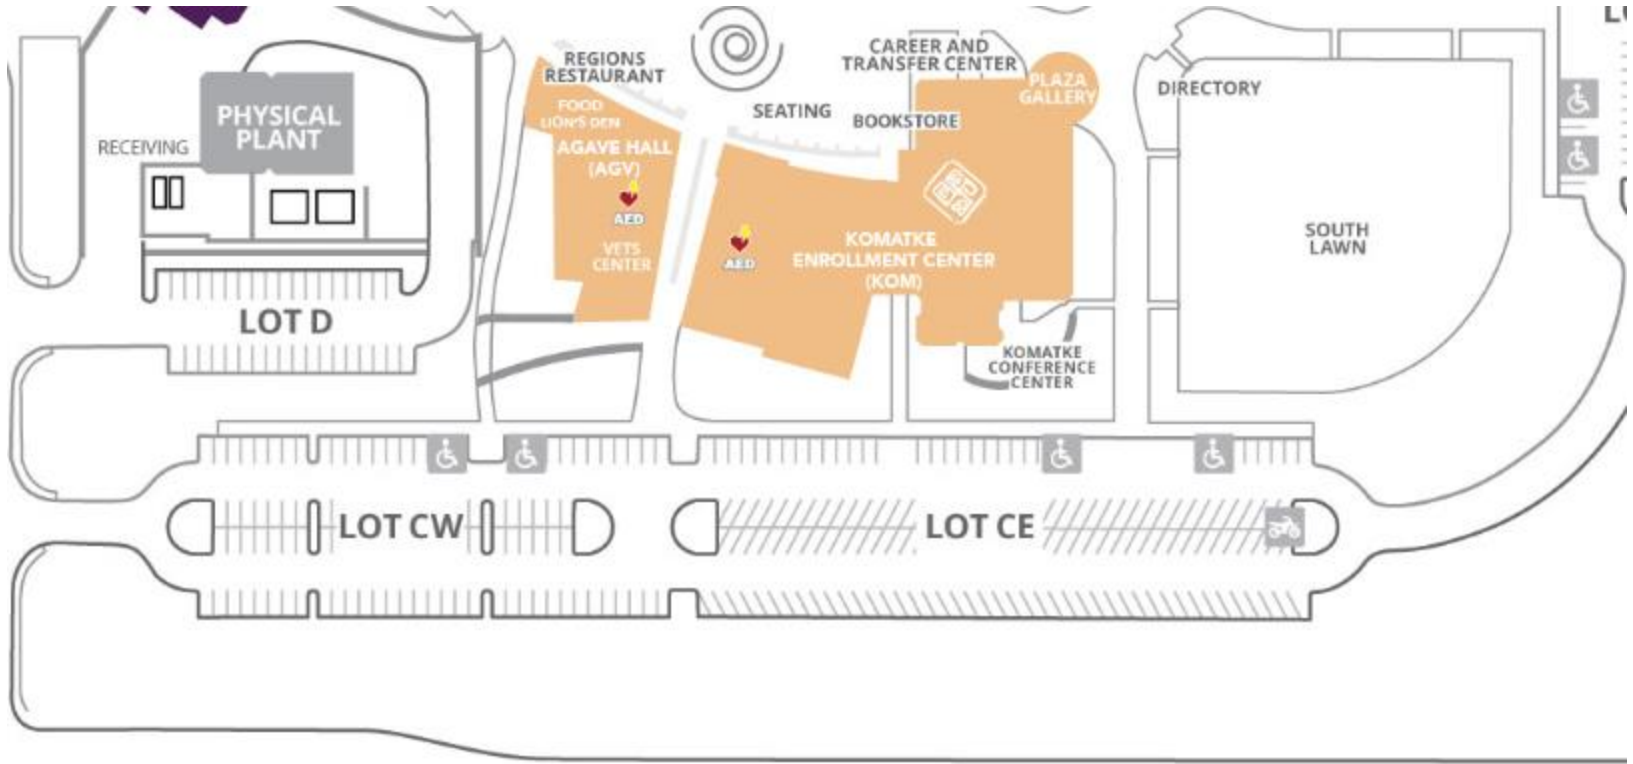 LO
REGIONS
RESTAURANT
CAREER AND
TRANSFER CENTER
PLAZA
GALLERY
DIRECTORY
FOOD
LION'S DEN
SEATING
BOOKSTORE
PHYSICAL
PLANT
RECEIVING
AGAVE HALL
(AGV)
AED
VETS
CENTER
AED
KOMATKE
ENROLLMENT CENTER
(KOM)
SOUTH
LAWN
LOT D
KOMATKE
CONFERENCE
CENTER
LOT CW
LOT CE